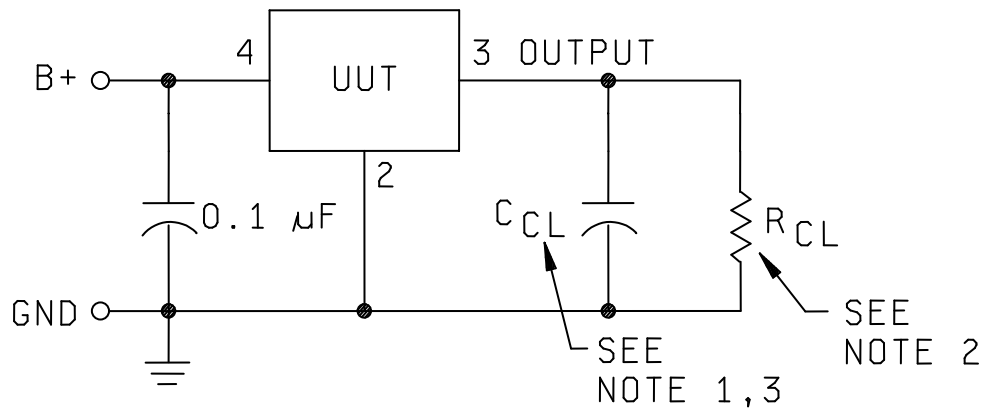 4
3 OUTPUT
B+
UUT
2
0.1 µF
C CL
R CL
GND
SEE
NOTE 2
SEE
NOTE 1,3